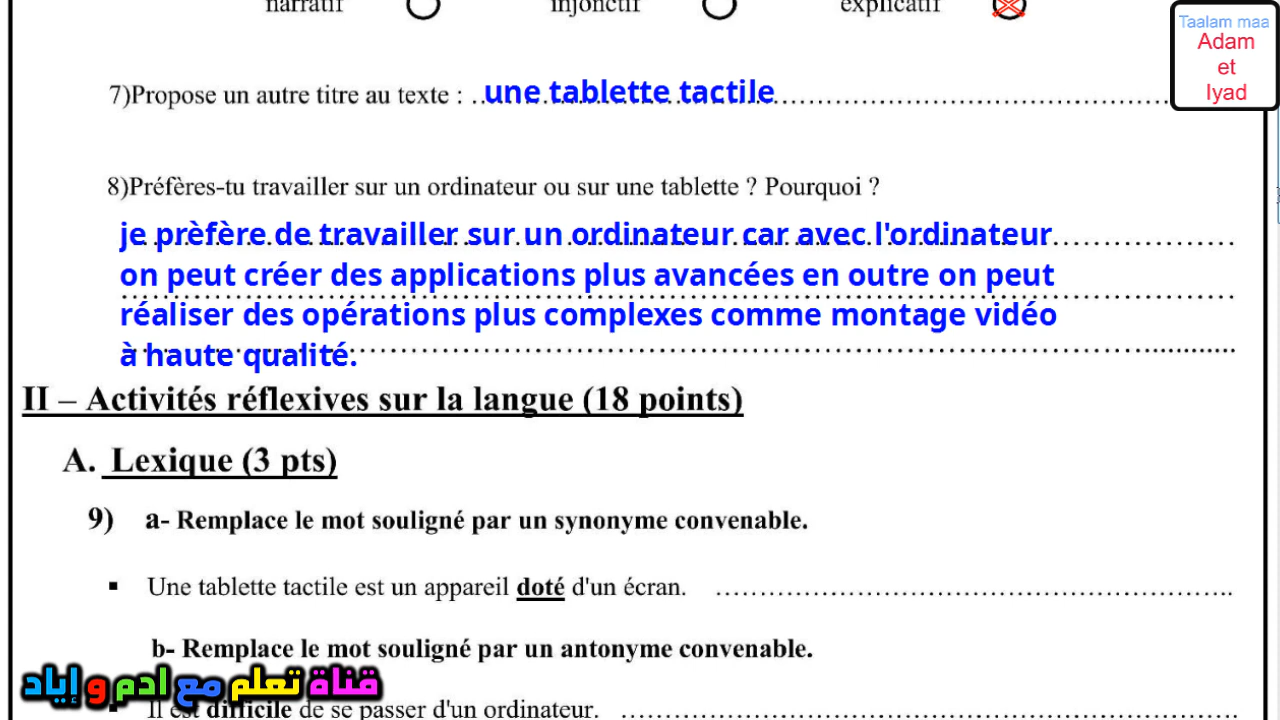 narratif injonctif explicatif
Taalam maa
Adam
et
Iyad
7)Propose un autre titre au texte : ..une tablette tactile……………………………………………
8)Préfères-tu travailler sur un ordinateur ou sur une tablette ? Pourquoi ?
je prèfère de travailler sur un ordinateur car avec l'ordinateur
on peut créer des applications plus avancées en outre on peut
réaliser des opérations plus complexes comme montage vidéo
à haute qualité.
II – Activités réflexives sur la langue (18 points)
A. Lexique (3 pts)
9) a- Remplace le mot souligné par un synonyme convenable.
▪ Une tablette tactile est un appareil doté d'un écran. …………………………………………………..
b- Remplace le mot souligné par un antonyme convenable.
قناة تعلم مع ادم و إياد
▪ Il est difficile de se passer d'un ordinateur. ……………………………………………………………